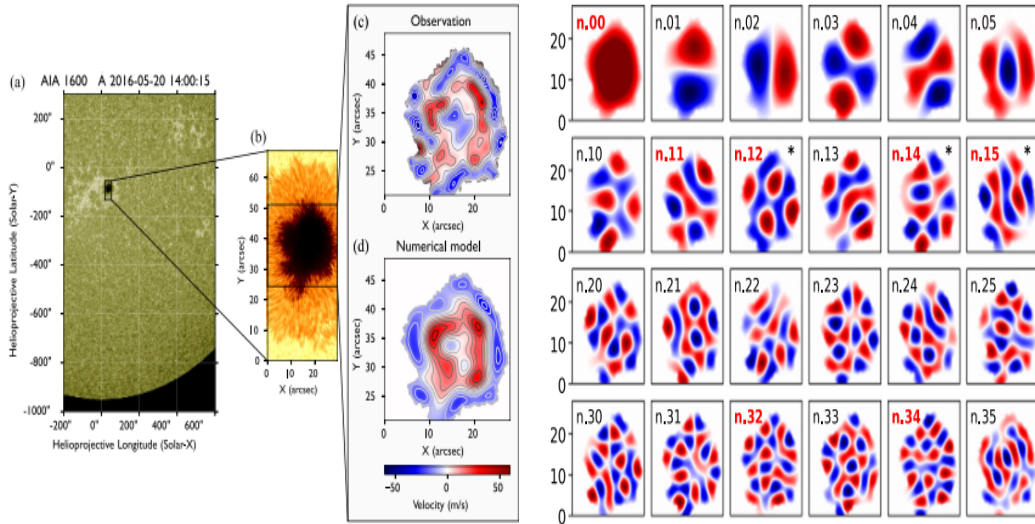 (a)
AIA 1600 A 2016-05-20 14:00:15
Helioprojective Latitude (Solar-Y)
200"
0"
-200"
-400"
-600"
-800"
-1000"
-200" 0" 200" 400" 600"
Helioprojective Longitude (Solar-X)
(b)
Y (arcsec)
70
60
50
40
30
20
10
0
0 10 20
X (arcsec)
Observation
(c)
Y (arcsec)
45
40
35
30
25
10 20
X (arcsec)
Numerical model
(d)
Y (arcsec)
45
40
35
30
25
10 20
X (arcsec)
−50 0 50
Velocity (m/s)
20
10
0
n.00 n.01 n.02 n.03 n.04 n.05
20
10
0
n.10 n.11 n.12 * n.13 n.14 * n.15 *
20
10
0
n.20 n.21 n.22 n.23 n.24 n.25
20
10
0
n.30 n.31 n.32 n.33 n.34 n.35